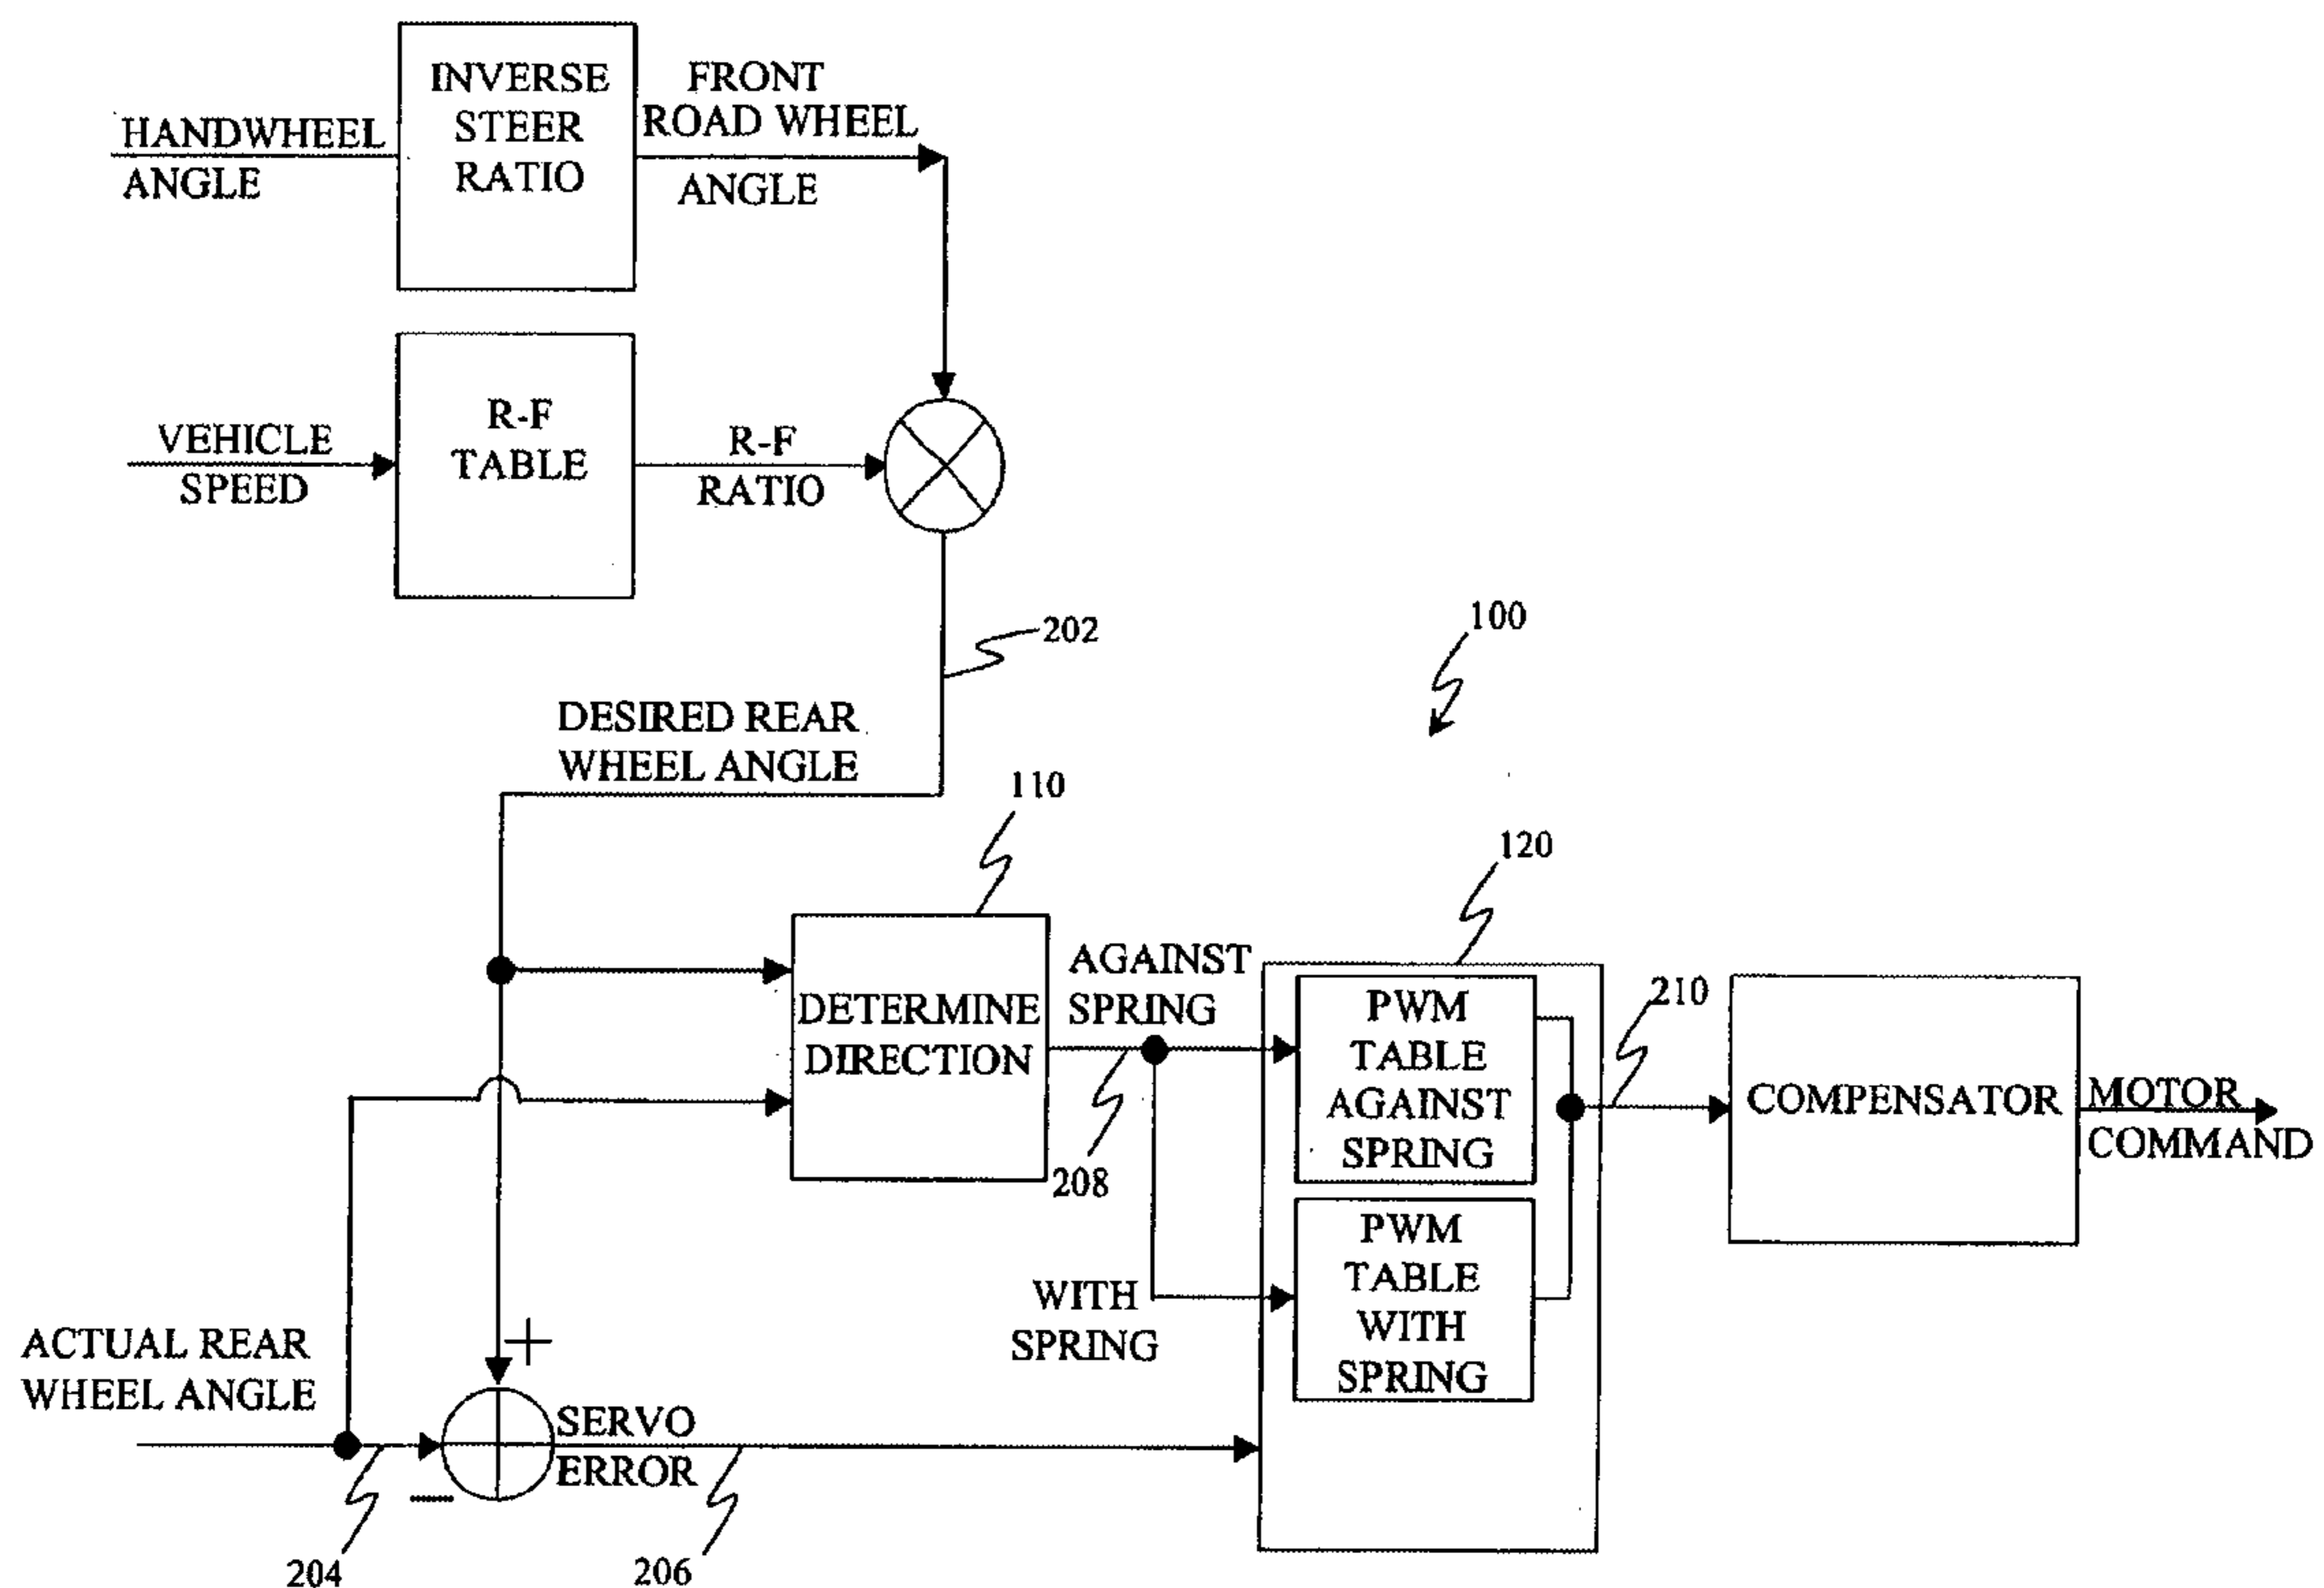 INVERSE
STEER
RATIO
HANDWHEEL
ANGLE
FRONT
ROAD WHEEL
ANGLE
VEHICLE
SPEED
R-F
TABLE
R-F
RATIO
202
100
DESIRED REAR
WHEEL ANGLE
110
120
DETERMINE
DIRECTION
AGAINST
SPRING
208
WITH
SPRING
PWM
TABLE
AGAINST
SPRING
PWM
TABLE
WITH
SPRING
210
COMPENSATOR
MOTOR
COMMAND
ACTUAL REAR
WHEEL ANGLE
+
−
SERVO
ERROR
204
206